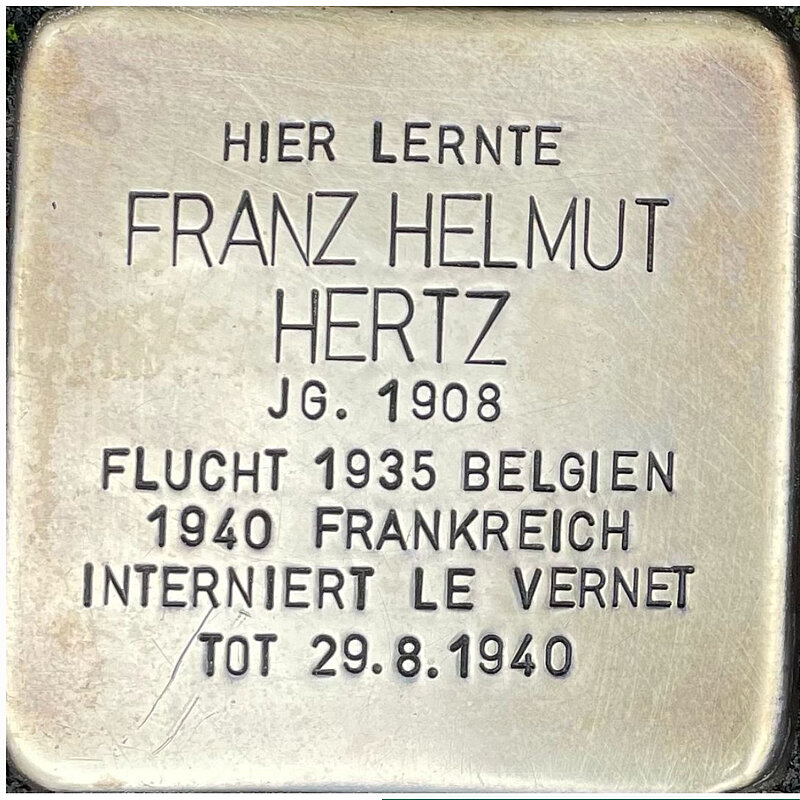 HIER LERNTE
FRANZ HELMUT
HERTZ
JG. 1908
FLUCHT 1935 BELGIEN
1940 FRANKREICH
INTERNIERT LE VERNET
TOT 29.8.1940